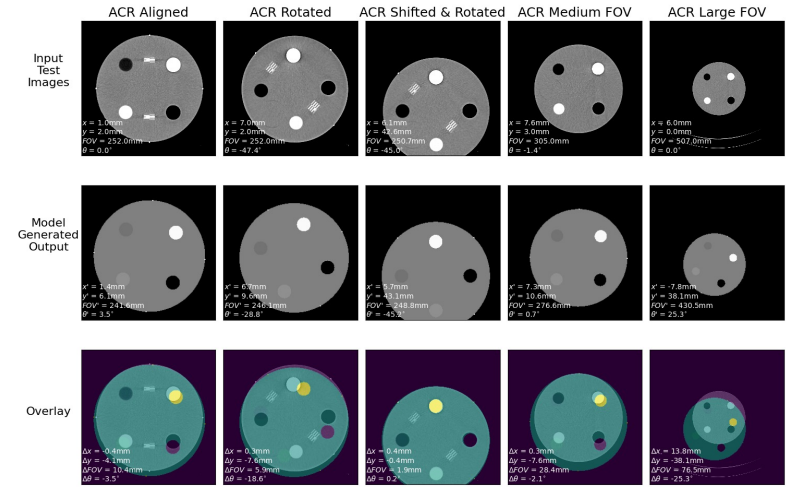 ACR Aligned
ACR Rotated
ACR Shifted & Rotated
ACR Medium FOV
ACR Large FOV
Input
Test
Images
x = 1.0mm
y = 2.0mm
FOV = 252.0mm
θ = 0.0°
x = 7.0mm
y = 2.0mm
FOV = 252.0mm
θ = -47.4°
x = 6.1mm
y = 42.6mm
FOV = 250.7mm
θ = -45.0°
x = 7.6mm
y = 3.0mm
FOV = 305.0mm
θ = -1.4°
x = 6.0mm
y = 0.0mm
FOV = 507.0mm
θ = 0.0°
Model
Generated
Output
x' = 1.4mm
y' = 6.1mm
FOV' = 241.6mm
θ' = 3.5°
x' = 6.7mm
y' = 9.6mm
FOV' = 246.1mm
θ' = -28.8°
x' = 5.7mm
y' = 43.1mm
FOV' = 248.8mm
θ' = -45.2°
x' = 7.3mm
y' = 10.6mm
FOV' = 276.6mm
θ' = 0.7°
x' = -7.8mm
y' = 38.1mm
FOV' = 430.5mm
θ' = 25.3°
Overlay
Δx = -0.4mm
Δy = -4.1mm
ΔFOV = 10.4mm
Δθ = -3.5°
Δx = 0.3mm
Δy = -7.6mm
ΔFOV = 5.9mm
Δθ = -18.6°
Δx = 0.4mm
Δy = -0.4mm
ΔFOV = 1.9mm
Δθ = 0.2°
Δx = 0.3mm
Δy = -7.6mm
ΔFOV = 28.4mm
Δθ = -2.1°
Δx = 13.8mm
Δy = -38.1mm
ΔFOV = 76.5mm
Δθ = -25.3°